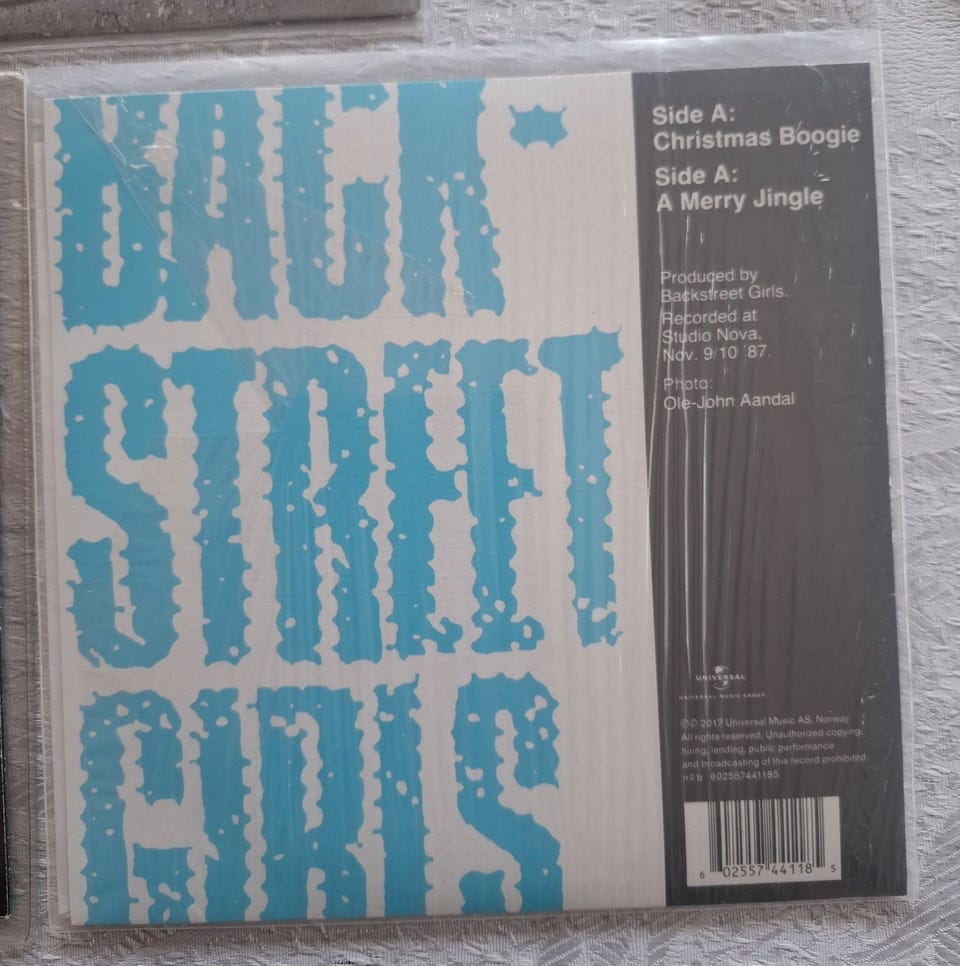 BACK-
STREET
GIRLS
Side A:
Christmas Boogie
Side A:
A Merry Jingle
Produced by
Backstreet Girls.
Recorded at
Studio Nova,
Nov. 9/10 '87.
Photo:
Ole-John Aandal
UNIVERSAL
UNIVERSAL MUSIC GROUP
℗© 2017 Universal Music AS, Norway.
All rights reserved. Unauthorized copying,
hiring, lending, public performance
and broadcasting of this record prohibited.
n©b 602557441185
6 02557 44118 5